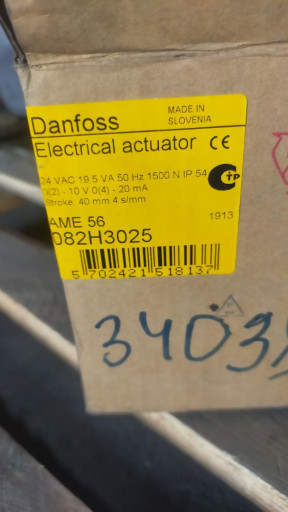 Danfoss
MADE IN
SLOVENIA
Electrical actuator CE
24 VAC 19.5 VA 50 Hz 1500 N IP 54
0(2) - 10 V 0(4) - 20 mA
Stroke: 40 mm 4 s/mm
AME 56
1913
082H3025
5 702421 518137